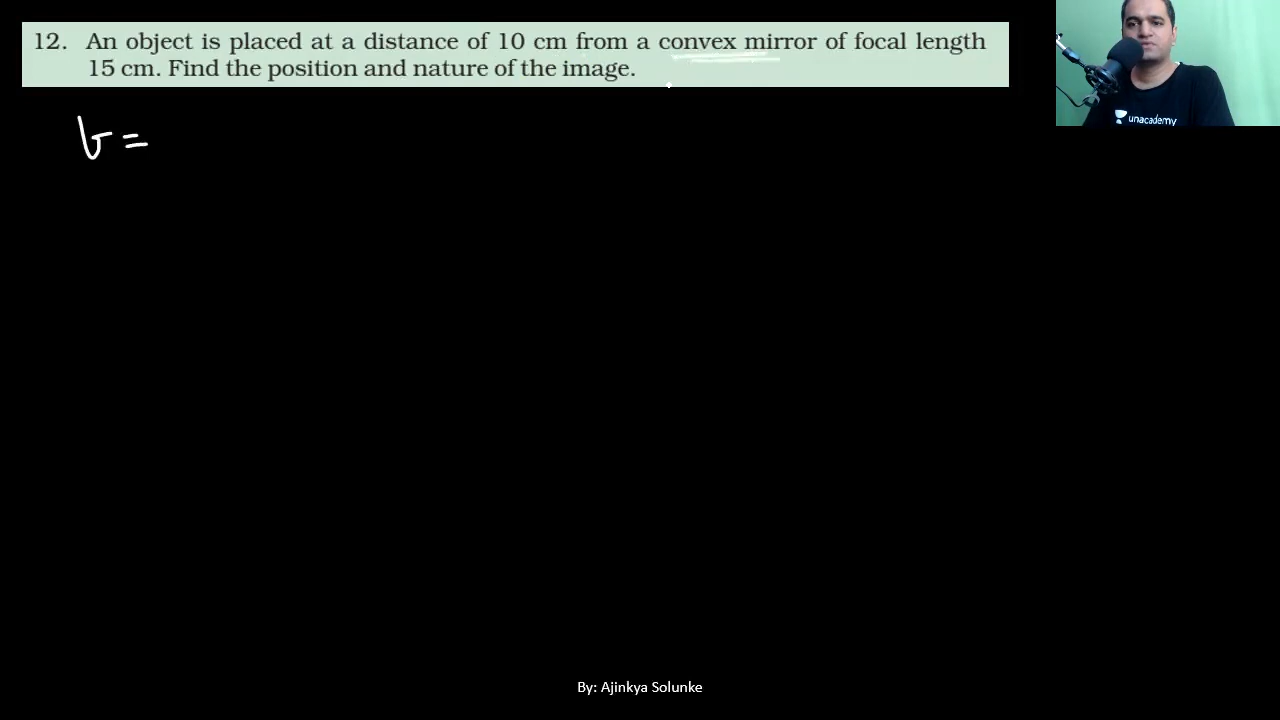 12. An object is placed at a distance of 10 cm from a convex mirror of focal length
15 cm. Find the position and nature of the image.
unacademy
v =
By: Ajinkya Solunke